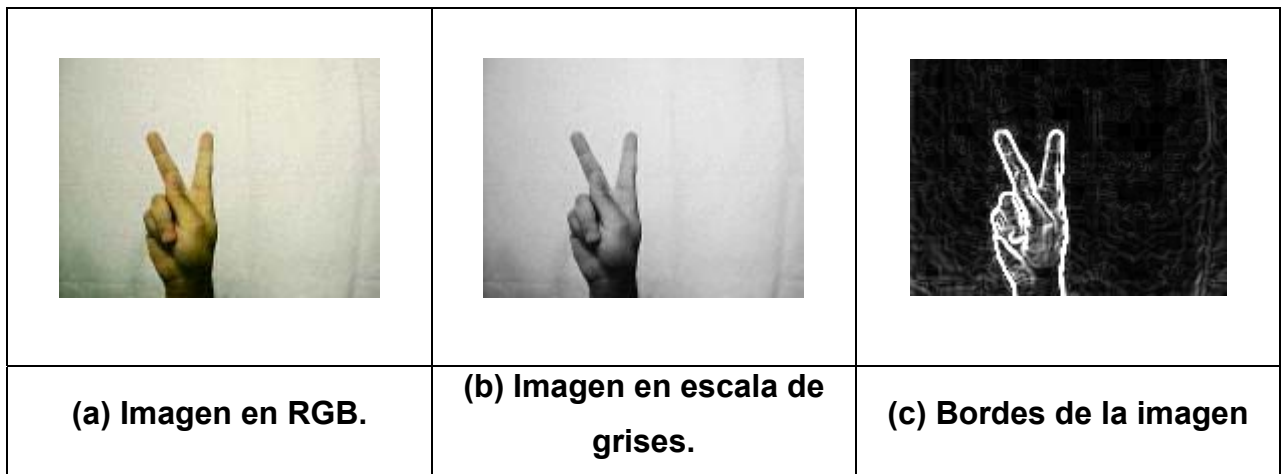 (a) Imagen en RGB.
(b) Imagen en escala de
grises.
(c) Bordes de la imagen